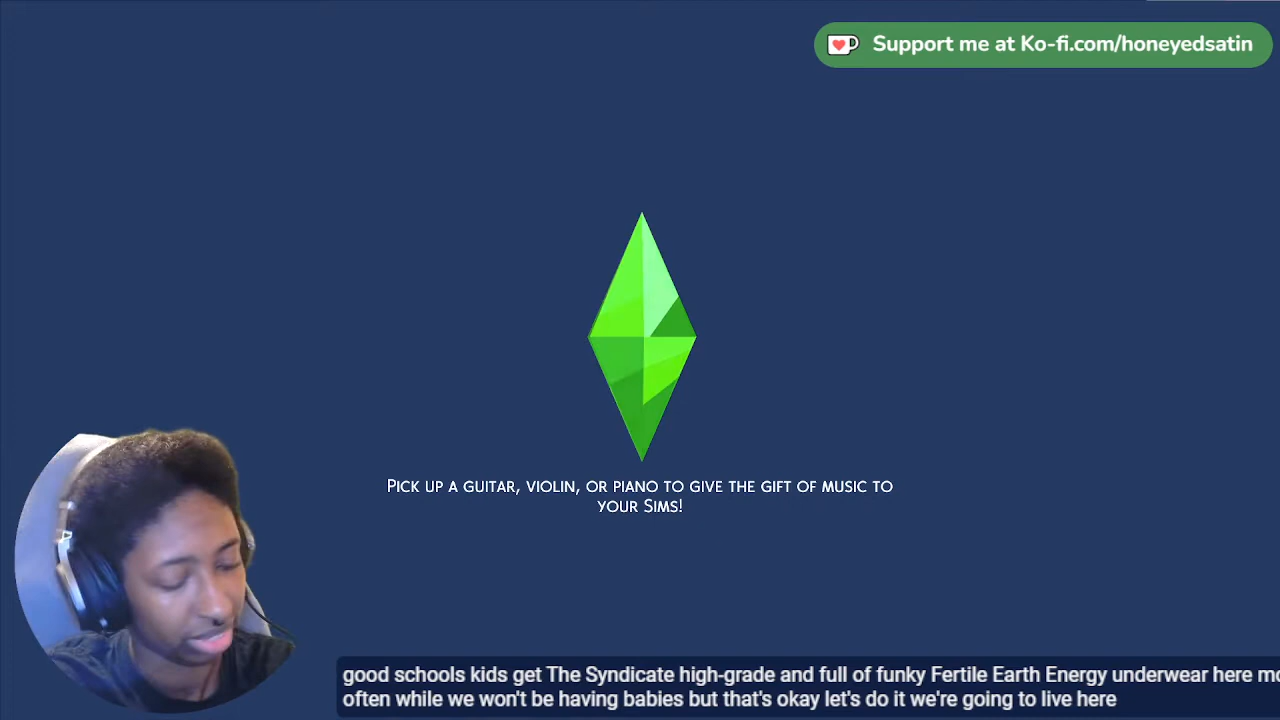 Support me at Ko-fi.com/honeyedsatin
PICK UP A GUITAR, VIOLIN, OR PIANO TO GIVE THE GIFT OF MUSIC TO
YOUR SIMS!
good schools kids get The Syndicate high-grade and full of funky Fertile Earth Energy underwear here
often while we won't be having babies but that's okay let's do it we're going to live here